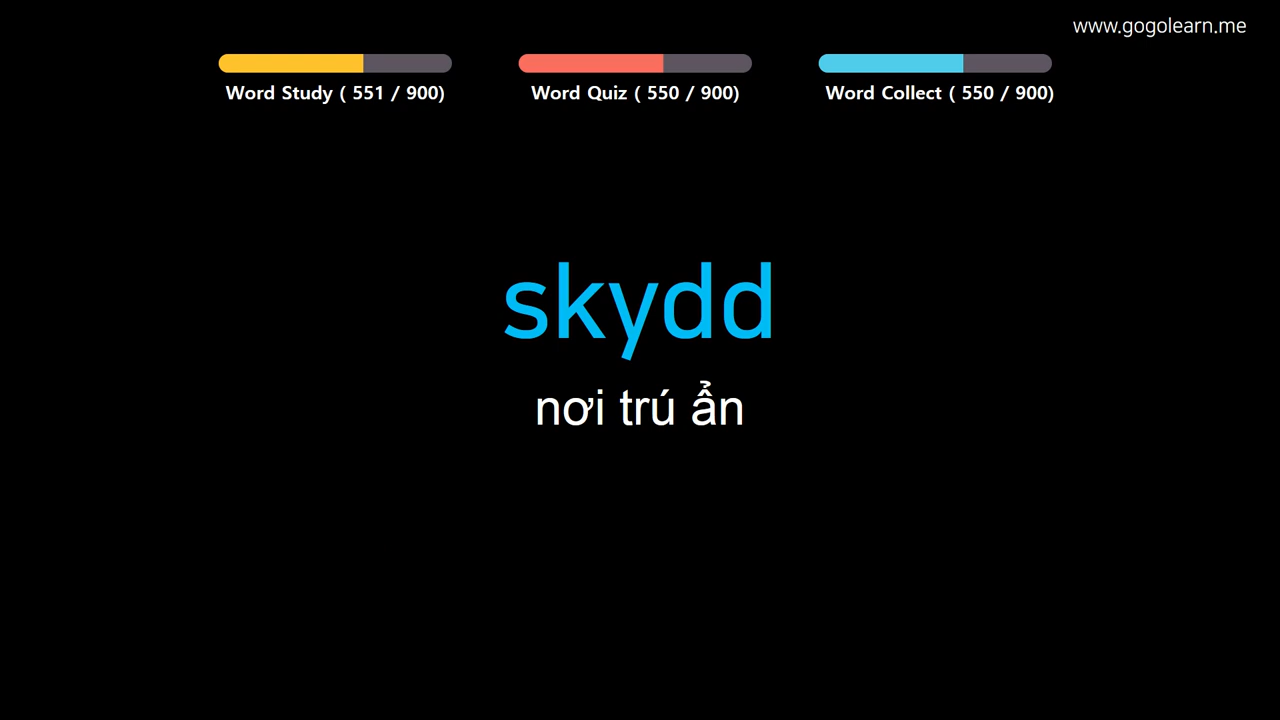 www.gogolearn.me
Word Study ( 551 / 900)
Word Quiz ( 550 / 900)
Word Collect ( 550 / 900)
skydd
nơi trú ẩn